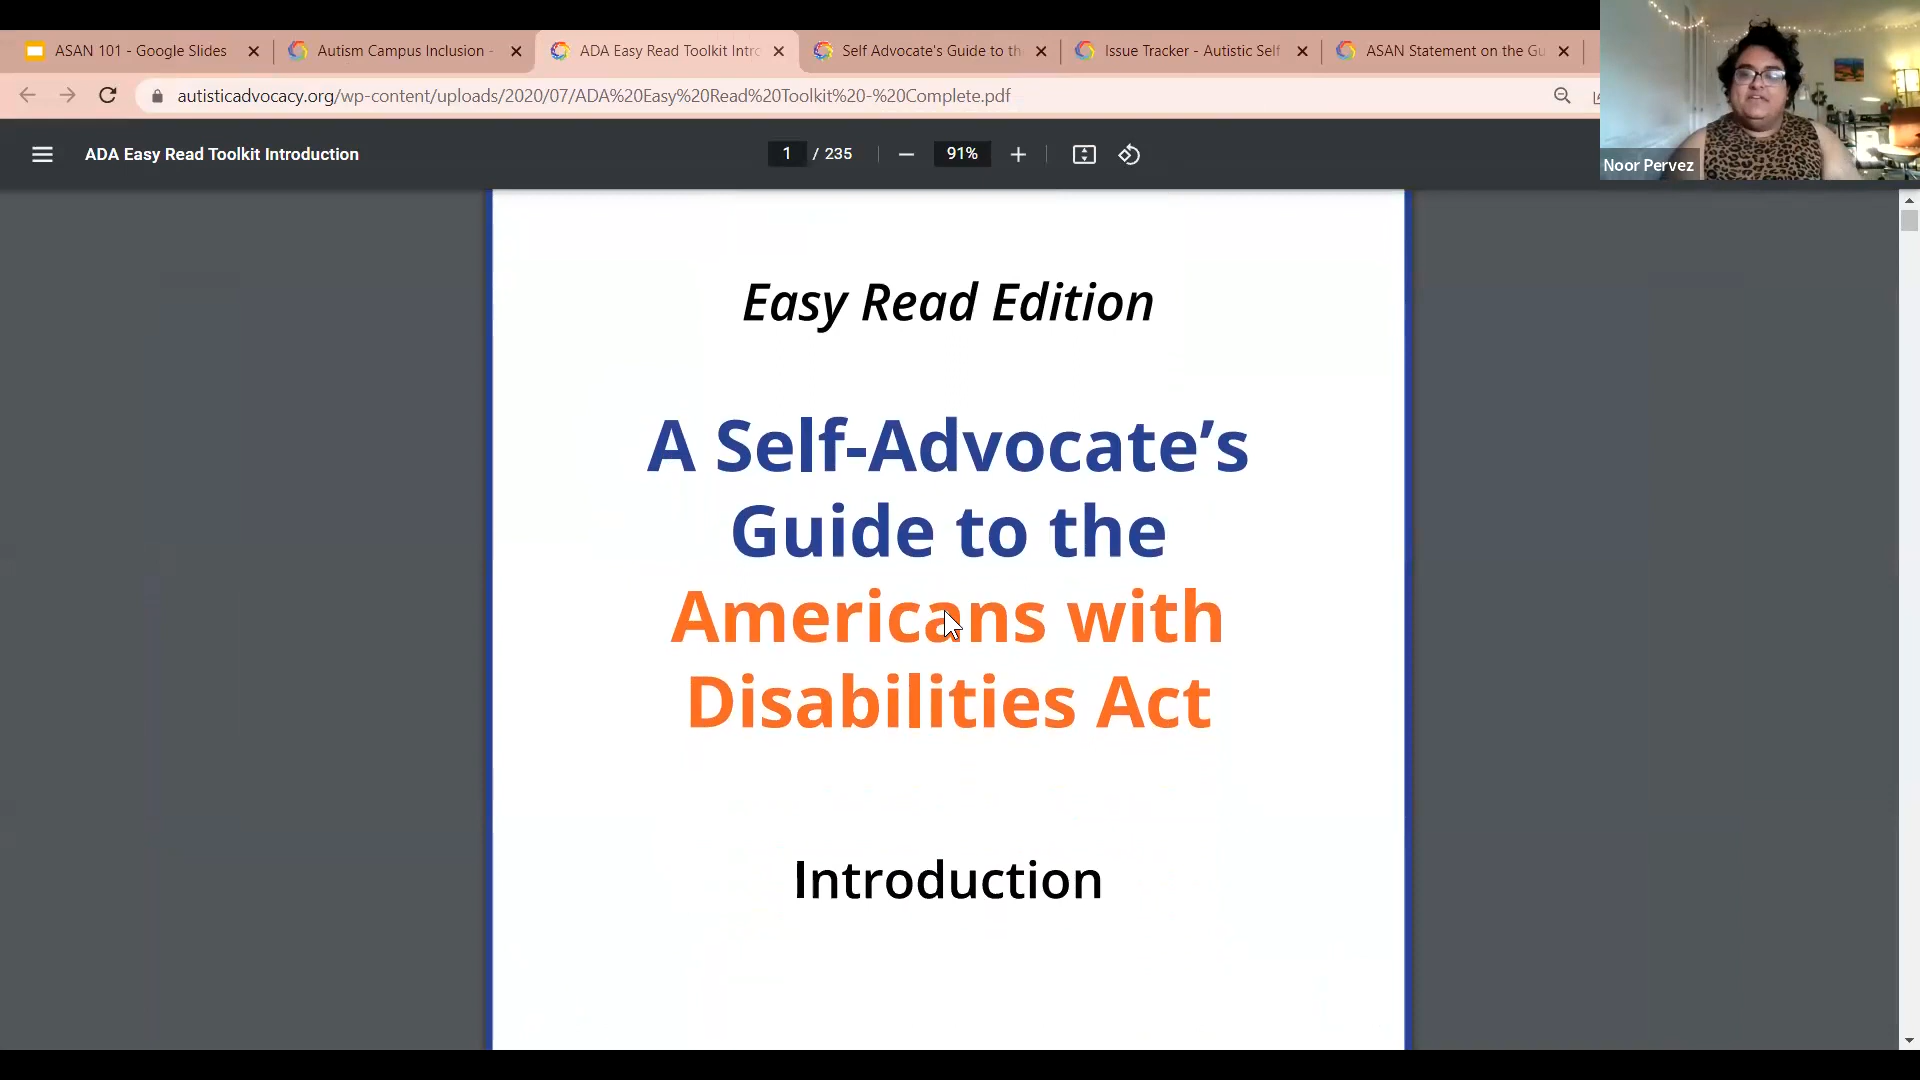 ASAN 101 - Google Slides
Autism Campus Inclusion -
ADA Easy Read Toolkit Intro
Self Advocate's Guide to th
Issue Tracker - Autistic Self
ASAN Statement on the Gu
autisticadvocacy.org/wp-content/uploads/2020/07/ADA%20Easy%20Read%20Toolkit%20-%20Complete.pdf
ADA Easy Read Toolkit Introduction
1 / 235
91%
Noor Pervez
Easy Read Edition
A Self-Advocate’s
Guide to the
Americans with
Disabilities Act
Introduction